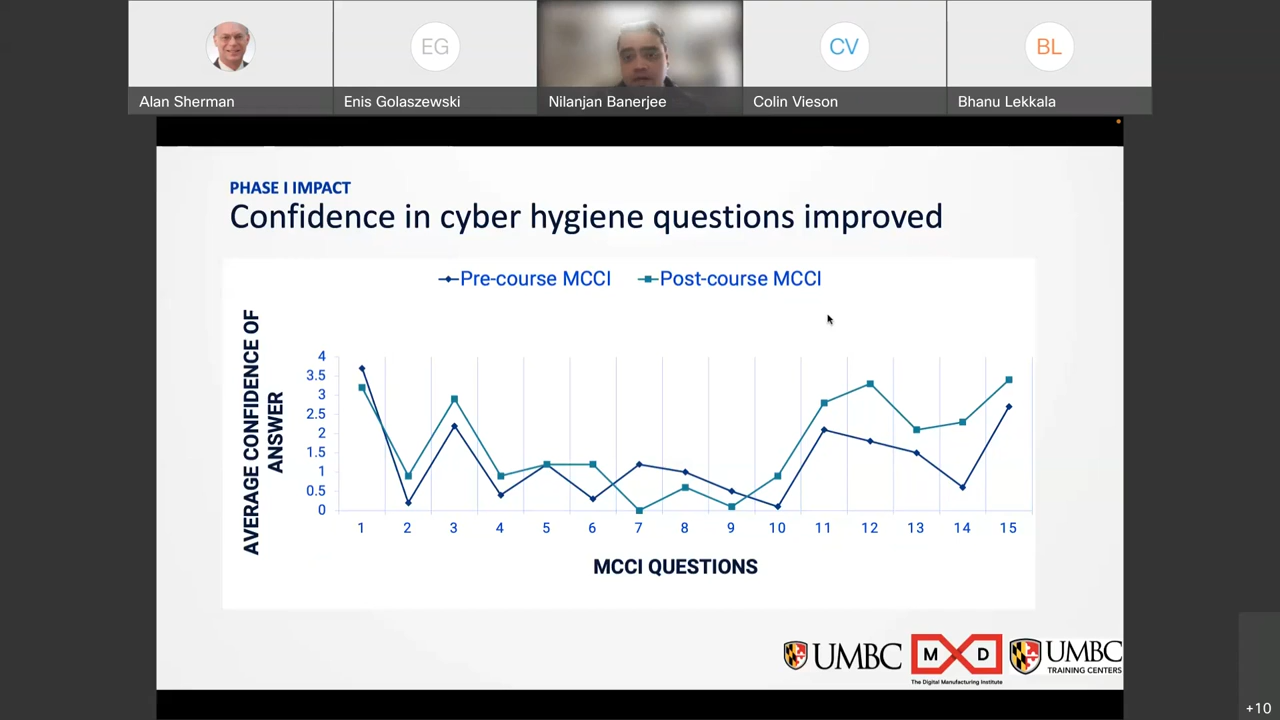 EG
CV
BL
Alan Sherman
Enis Golaszewski
Nilanjan Banerjee
Colin Vieson
Bhanu Lekkala
PHASE I IMPACT
Confidence in cyber hygiene questions improved
Pre-course MCCI
Post-course MCCI
AVERAGE CONFIDENCE OF
ANSWER
4
3.5
3
2.5
2
1.5
1
0.5
0
1 2 3 4 5 6 7 8 9 10 11 12 13 14 15
MCCI QUESTIONS
UMBC
M D
The Digital Manufacturing Institute
UMBC
TRAINING CENTERS
+10